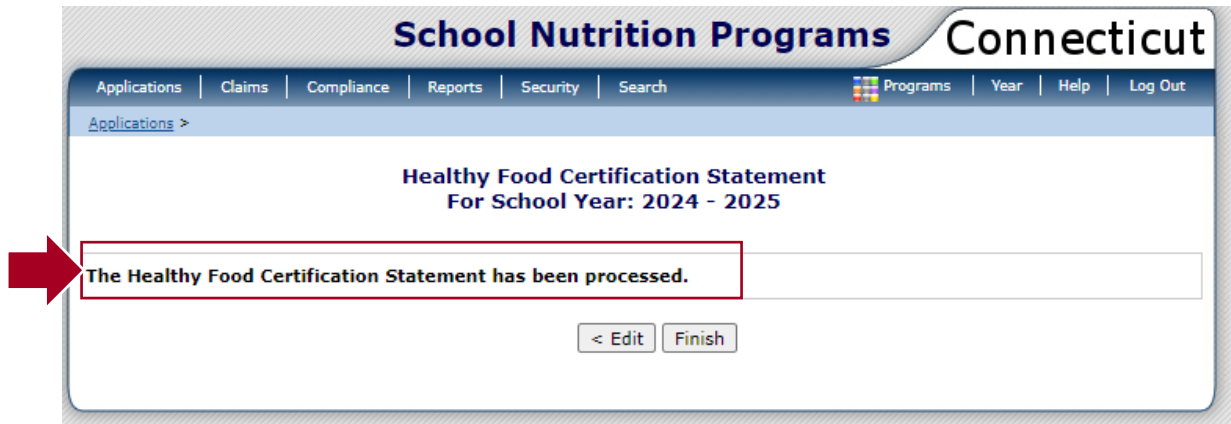 School Nutrition Programs Connecticut
Applications | Claims | Compliance | Reports | Security | Search Programs | Year | Help | Log Out
Applications >
Healthy Food Certification Statement
For School Year: 2024 - 2025
The Healthy Food Certification Statement has been processed.
< Edit Finish